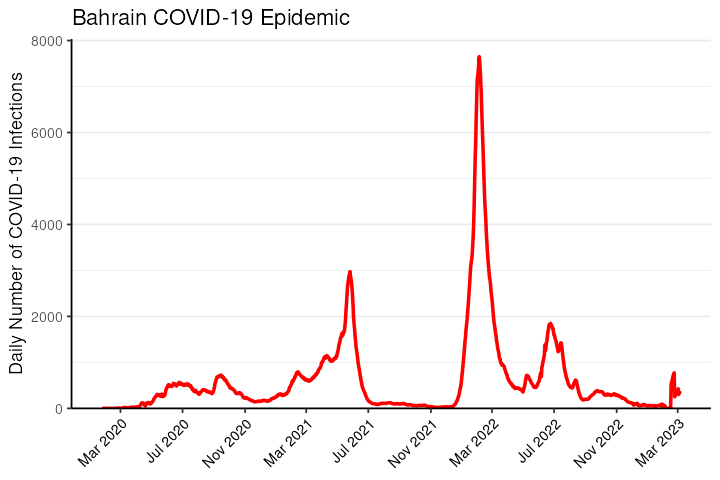 Bahrain COVID-19 Epidemic
Daily Number of COVID-19 Infections
8000
6000
4000
2000
0
Mar 2020
Jul 2020
Nov 2020
Mar 2021
Jul 2021
Nov 2021
Mar 2022
Jul 2022
Nov 2022
Mar 2023